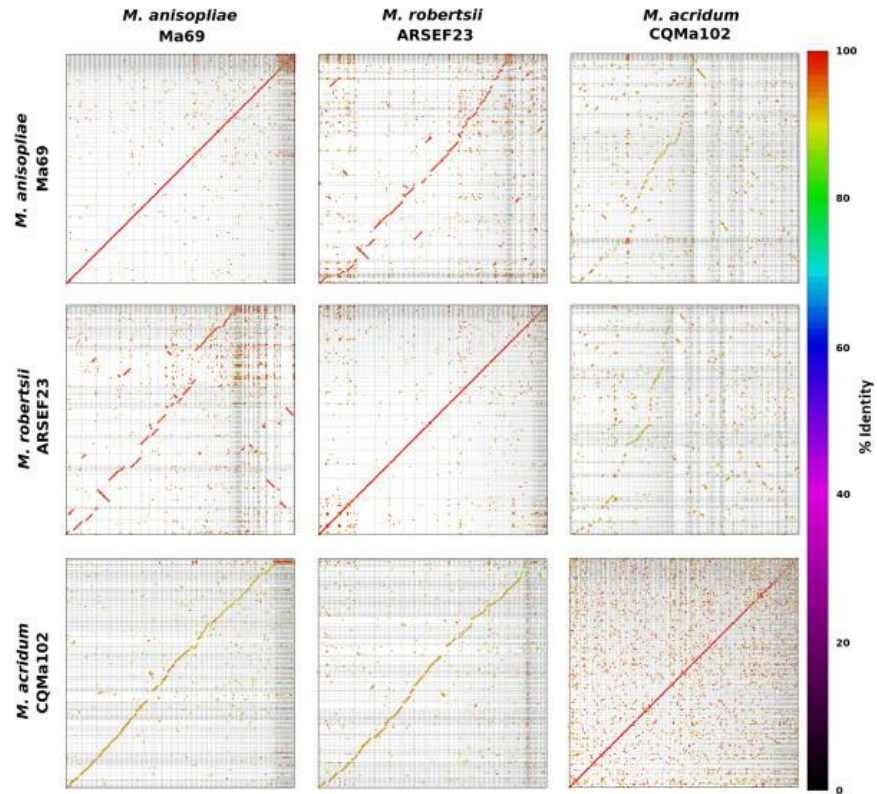 M. anisopliae
Ma69
M. robertsii
ARSEF23
M. acridum
CQMa102
M. anisopliae
Ma69
M. robertsii
ARSEF23
M. acridum
CQMa102
100
80
60
40
20
0
% Identity